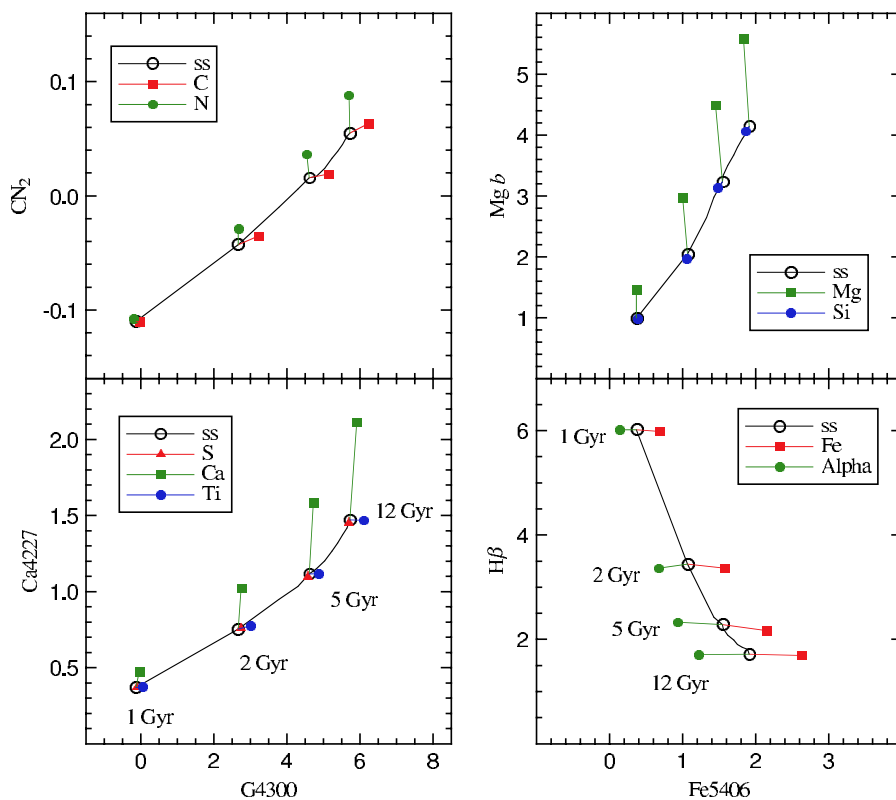 0.1
0.0
-0.1
CN2
ss
C
N
5
4
3
2
1
Mg b
ss
Mg
Si
2.0
1.5
1.0
0.5
Ca4227
ss
S
Ca
Ti
12 Gyr
5 Gyr
2 Gyr
1 Gyr
0 2 4 6 8
G4300
6
4
2
Hβ
ss
Fe
Alpha
1 Gyr
2 Gyr
5 Gyr
12 Gyr
0 1 2 3
Fe5406